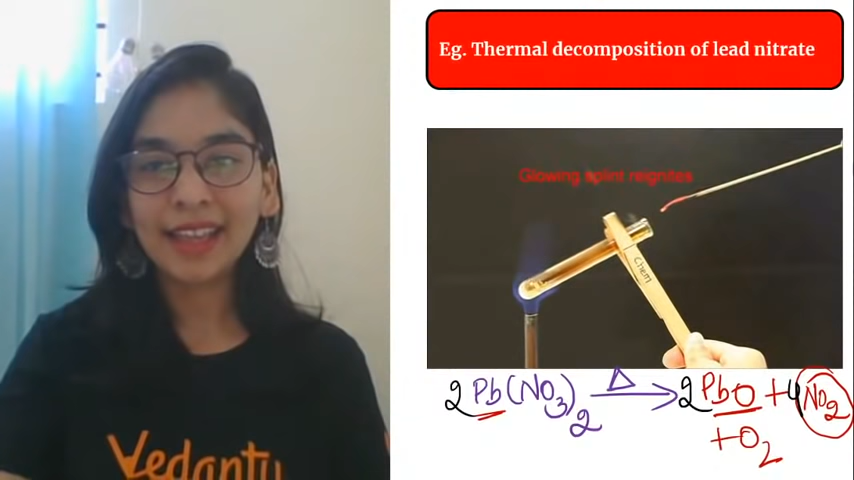 Eg. Thermal decomposition of lead nitrate
Glowing splint reignites
Chem
2Pb(NO3)2 Δ→ 2PbO + 4NO2
+O2
Vedantu